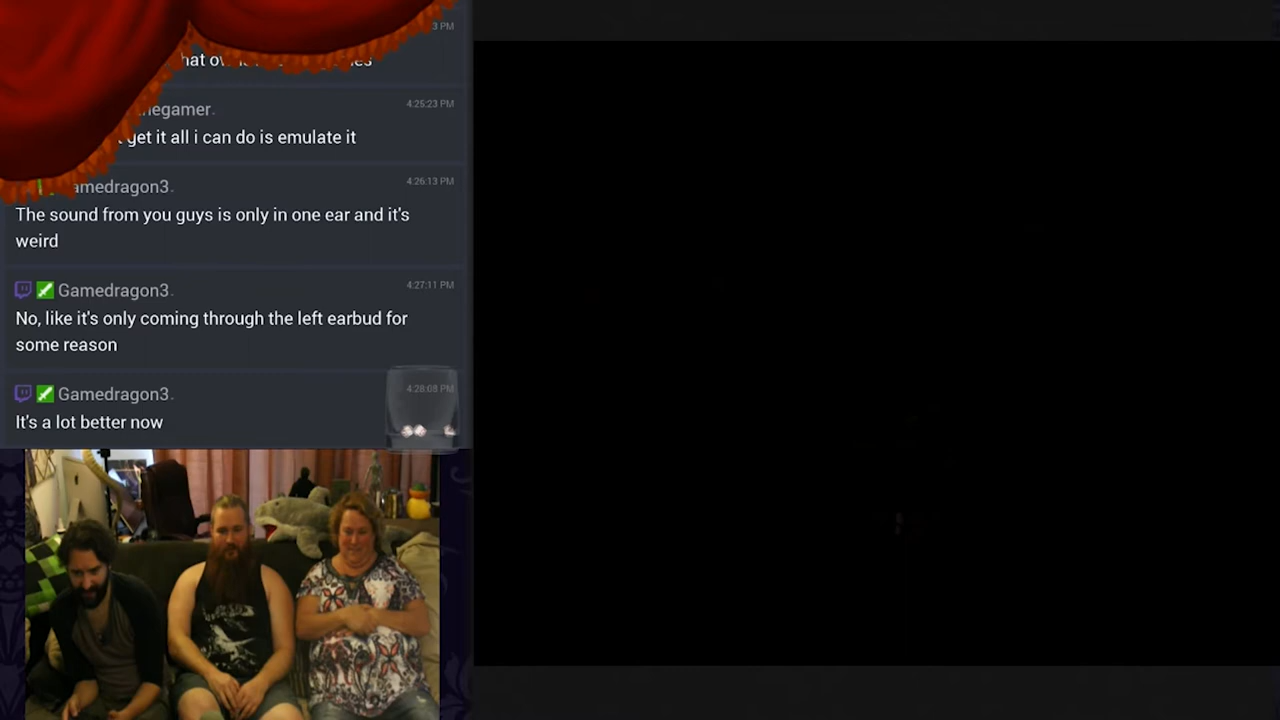 3 PM
4:25:23 PM
get it all i can do is emulate it
amedragon3.
4:26:13 PM
The sound from you guys is only in one ear and it's
weird
Gamedragon3.
4:27:11 PM
No, like it's only coming through the left earbud for
some reason
Gamedragon3.
4:28:08 PM
It's a lot better now